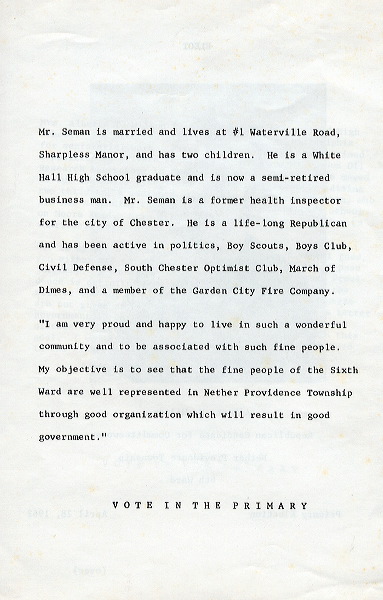 Mr. Seman is married and lives at #1 Waterville Road,
Sharpless Manor, and has two children. He is a White
Hall High School graduate and is now a semi-retired
business man. Mr. Seman is a former health inspector
for the city of Chester. He is a life-long Republican
and has been active in politics, Boy Scouts, Boys Club,
Civil Defense, South Chester Optimist Club, March of
Dimes, and a member of the Garden City Fire Company.
"I am very proud and happy to live in such a wonderful
community and to be associated with such fine people.
My objective is to see that the fine people of the Sixth
Ward are well represented in Nether Providence Township
through good organization which will result in good
government."
VOTE IN THE PRIMARY